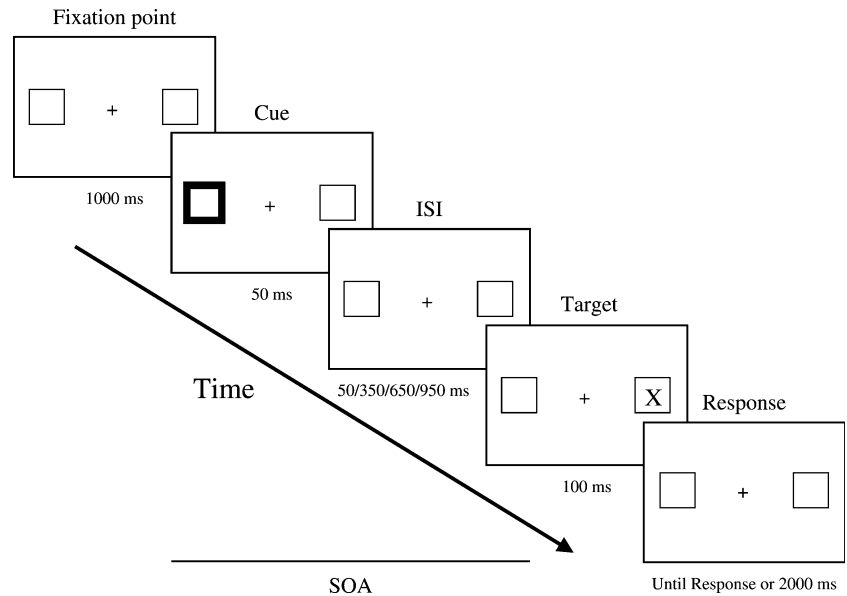 Fixation point
+
1000 ms
Cue
+
50 ms
ISI
+
50/350/650/950 ms
Target
+ X
100 ms
Response
+
Until Response or 2000 ms
Time
SOA